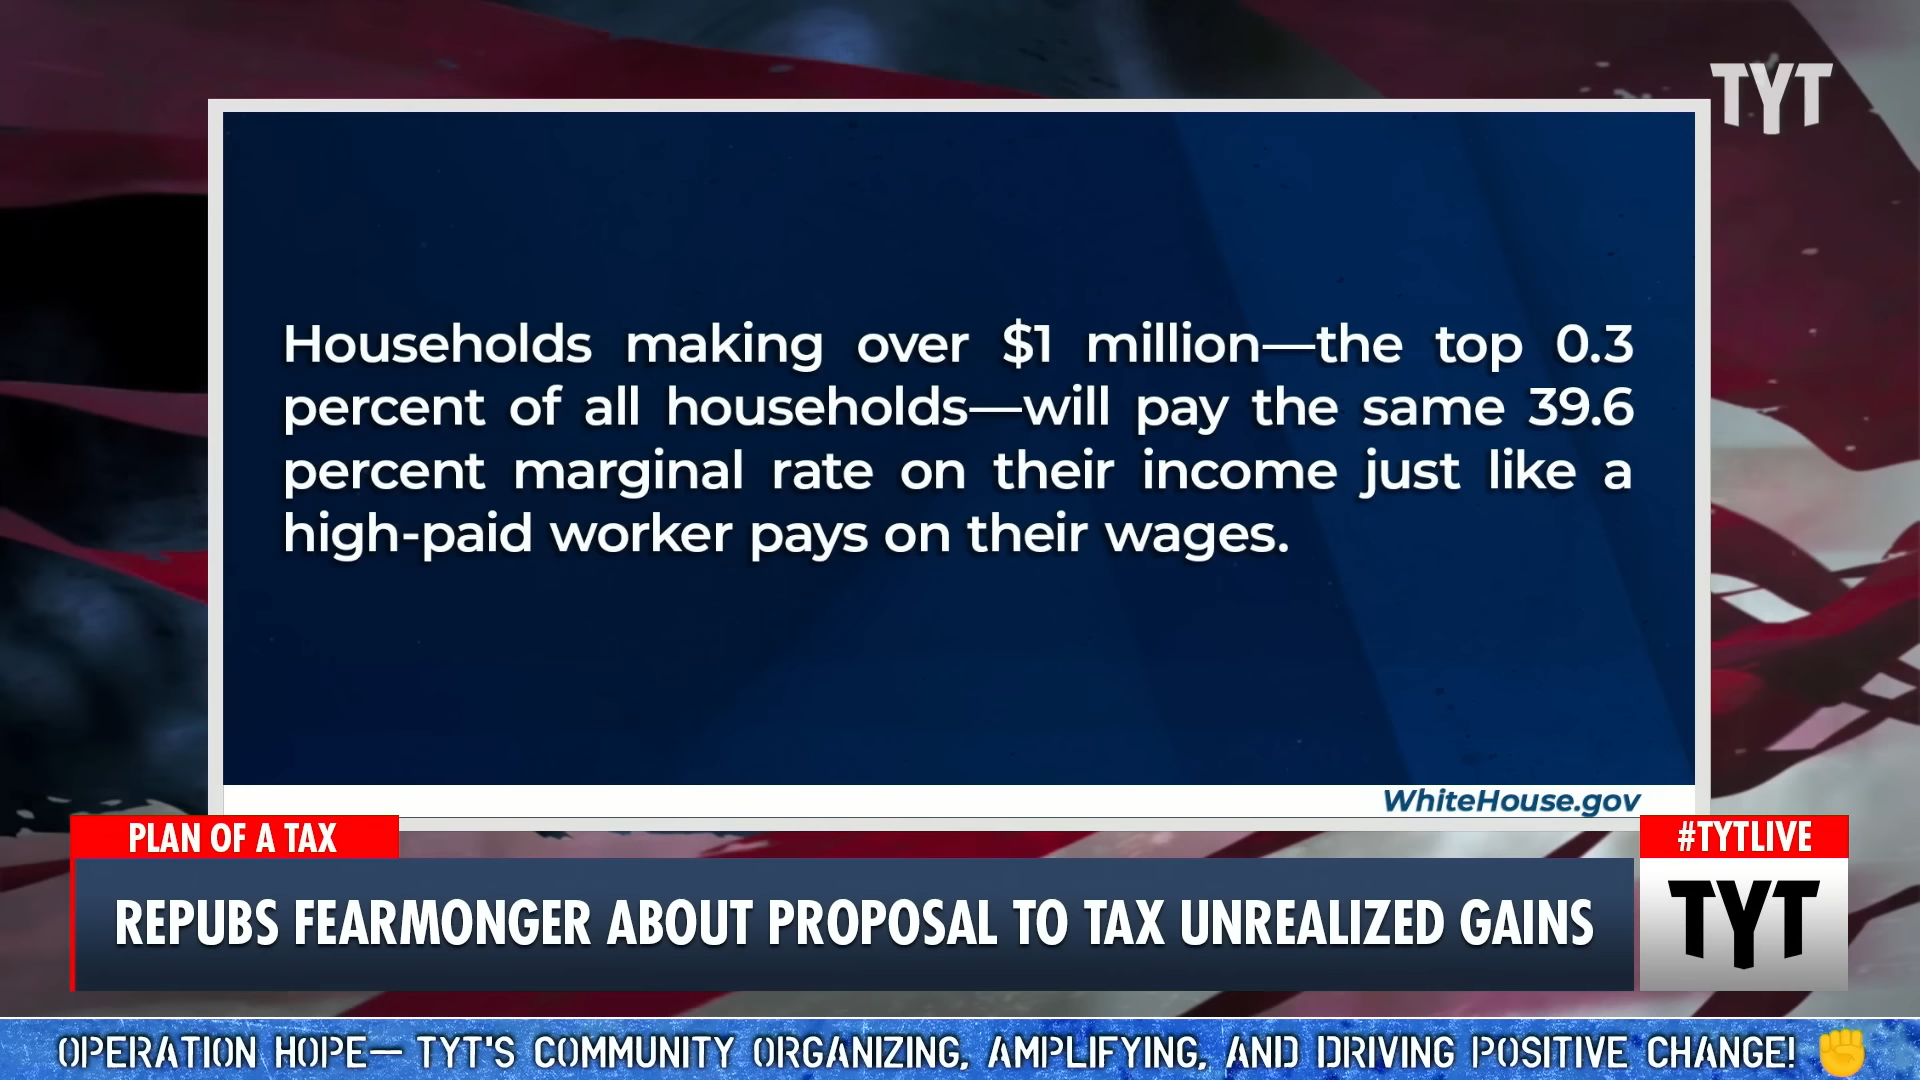 TYT
Households making over $1 million—the top 0.3
percent of all households—will pay the same 39.6
percent marginal rate on their income just like a
high-paid worker pays on their wages.
WhiteHouse.gov
PLAN OF A TAX
#TYTLIVE
REPUBS FEARMONGER ABOUT PROPOSAL TO TAX UNREALIZED GAINS
TYT
OPERATION HOPE— TYT'S COMMUNITY ORGANIZING, AMPLIFYING, AND DRIVING POSITIVE CHANGE! ✊